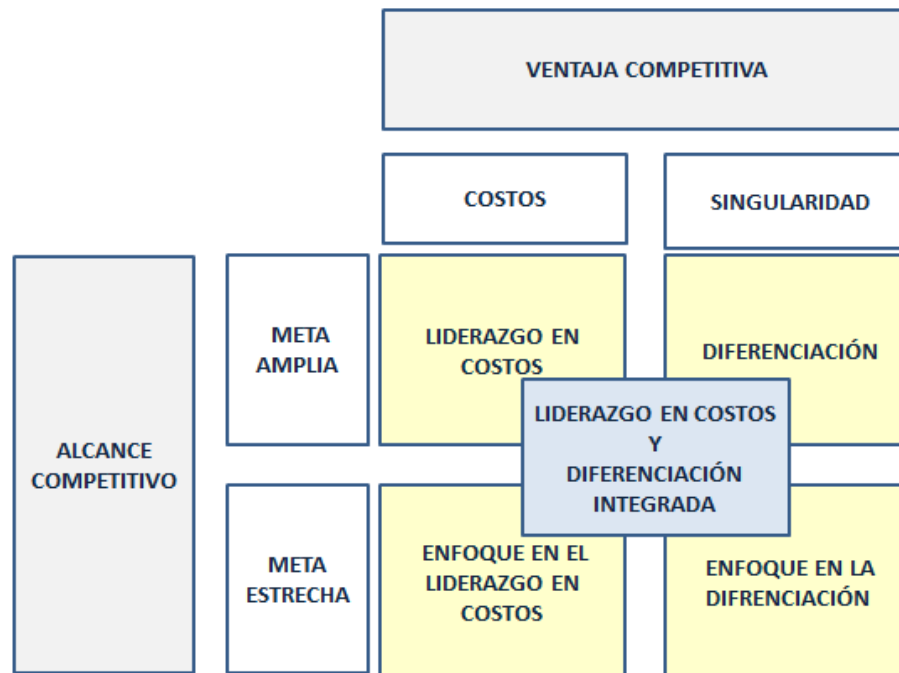 VENTAJA COMPETITIVA
COSTOS
SINGULARIDAD
ALCANCE
COMPETITIVO
META
AMPLIA
LIDERAZGO EN
COSTOS
DIFERENCIACIÓN
LIDERAZGO EN COSTOS
Y
DIFERENCIACIÓN
INTEGRADA
META
ESTRECHA
ENFOQUE EN EL
LIDERAZGO EN
COSTOS
ENFOQUE EN LA
DIFRENCIACIÓN